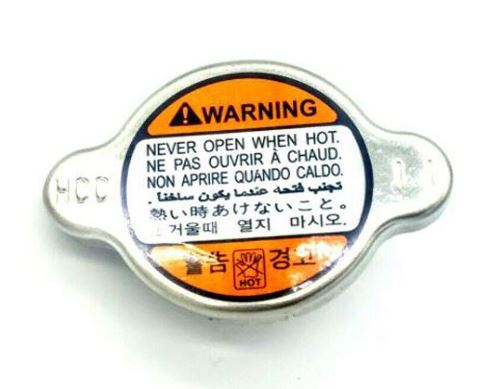 WARNING
NEVER OPEN WHEN HOT.
NE PAS OUVRIR À CHAUD.
NON APRIRE QUANDO CALDO.
تجنب فتحه عندما يكون ساخنا.
熱い時あけないこと。
뜨거울때 열지 마시오.
경고
HOT
HCC
1.1